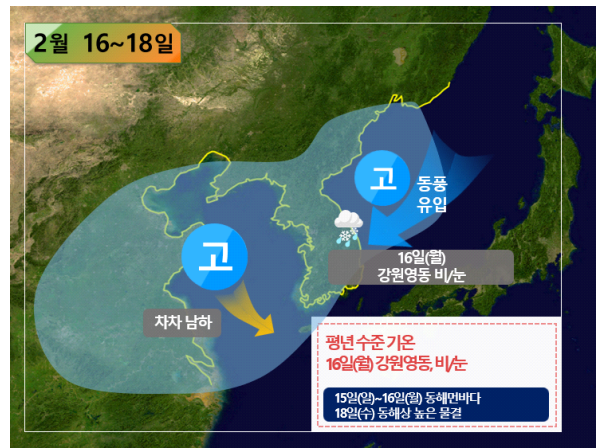 2월 16~18일
고
동풍
유입
16일(월)
강원영동 비/눈
고
차차 남하
평년 수준 기온
16일(월) 강원영동, 비/눈
15일(일)~16일(월) 동해먼바다
18일(수) 동해상 높은 물결